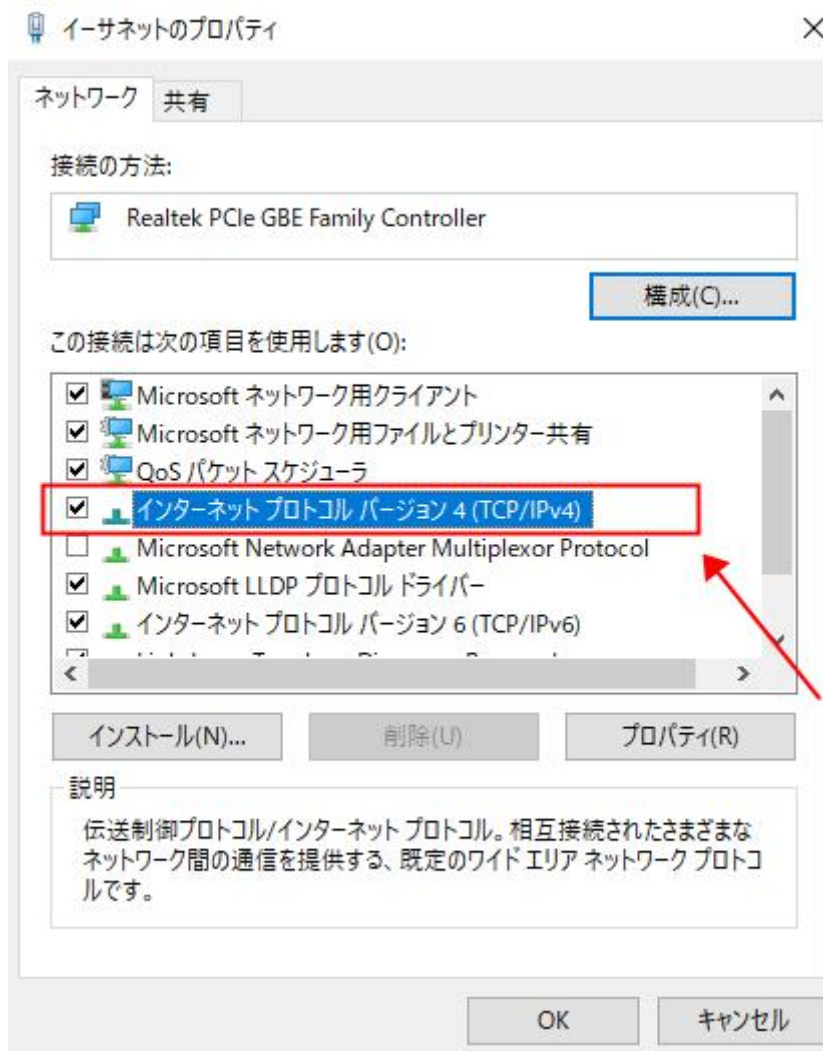 イーサネットのプロパティ
ネットワーク
共有
接続の方法:
Realtek PCIe GBE Family Controller
構成(C)...
この接続は次の項目を使用します(O):
Microsoft ネットワーク用クライアント
Microsoft ネットワーク用ファイルとプリンター共有
QoS パケット スケジューラ
インターネット プロトコル バージョン 4 (TCP/IPv4)
Microsoft Network Adapter Multiplexor Protocol
Microsoft LLDP プロトコル ドライバー
インターネット プロトコル バージョン 6 (TCP/IPv6)
インストール(N)...
削除(U)
プロパティ(R)
説明
伝送制御プロトコル/インターネット プロトコル。相互接続されたさまざまな
ネットワーク間の通信を提供する、既定のワイド エリア ネットワーク プロトコ
ルです。
OK
キャンセル